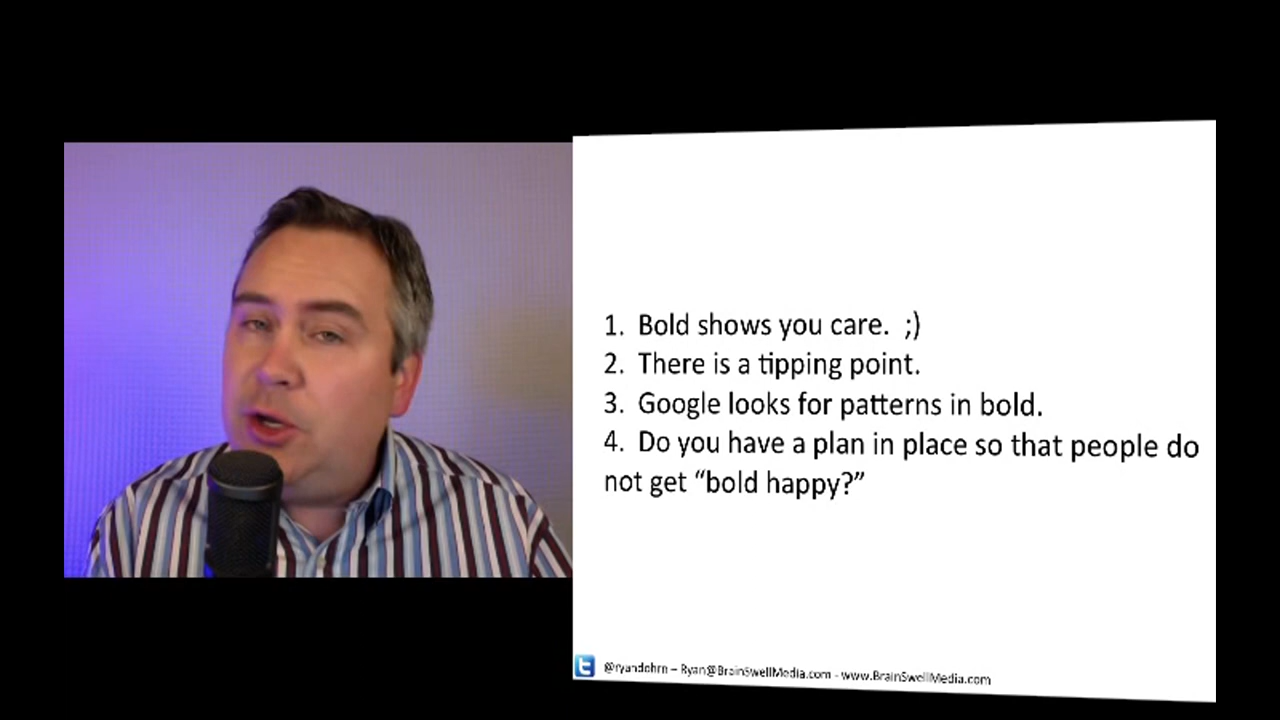 1. Bold shows you care. ;)
2. There is a tipping point.
3. Google looks for patterns in bold.
4. Do you have a plan in place so that people do
not get “bold happy?”
@ryandohrn – Ryan@BrainSwellMedia.com - www.BrainSwellMedia.com